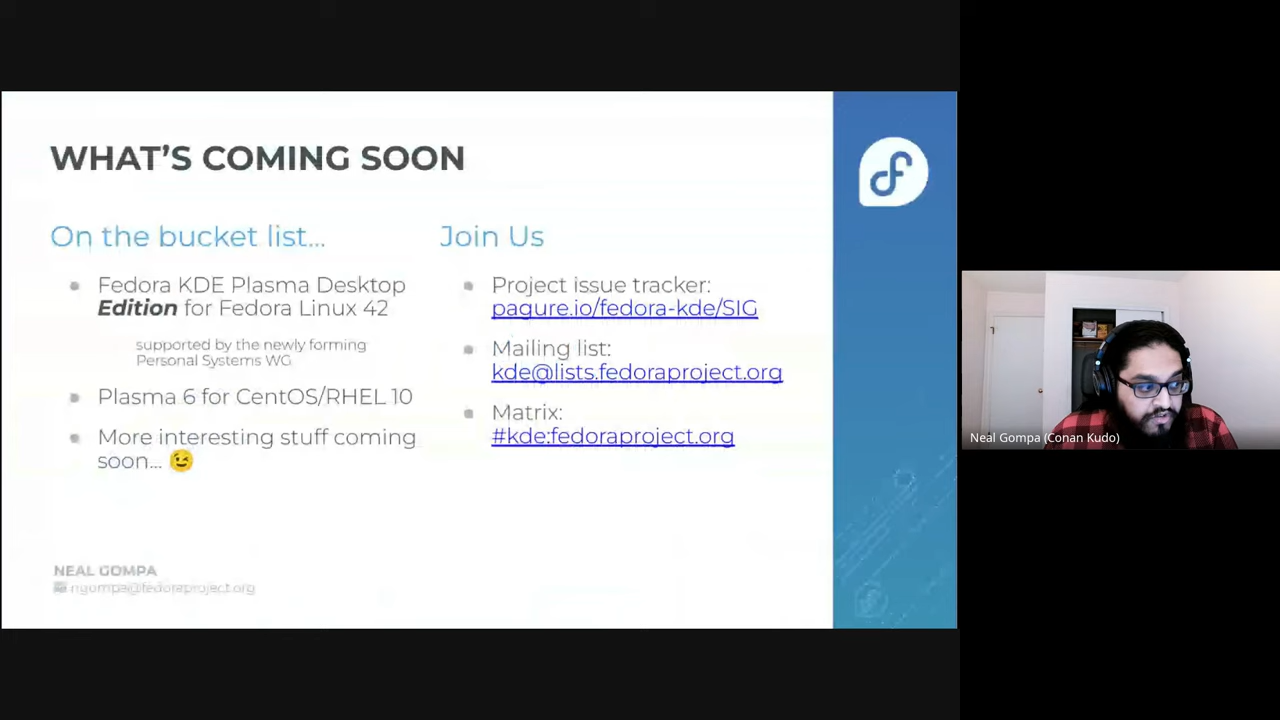 WHAT'S COMING SOON
On the bucket list...
Fedora KDE Plasma Desktop
Edition for Fedora Linux 42
supported by the newly forming
Personal Systems WG
Plasma 6 for CentOS/RHEL 10
More interesting stuff coming
soon... 😉
Join Us
Project issue tracker:
pagure.io/fedora-kde/SIG
Mailing list:
kde@lists.fedoraproject.org
Matrix:
#kde:fedoraproject.org
NEAL GOMPA
ngompa@fedoraproject.org
Neal Gompa (Conan Kudo)